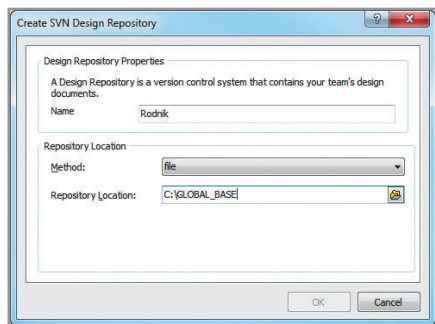 Create SVN Design Repository
Design Repository Properties
A Design Repository is a version control system that contains your team's design
documents.
Name Rodnik
Repository Location
Method: file
Repository Location: C:\GLOBAL_BASE
OK Cancel